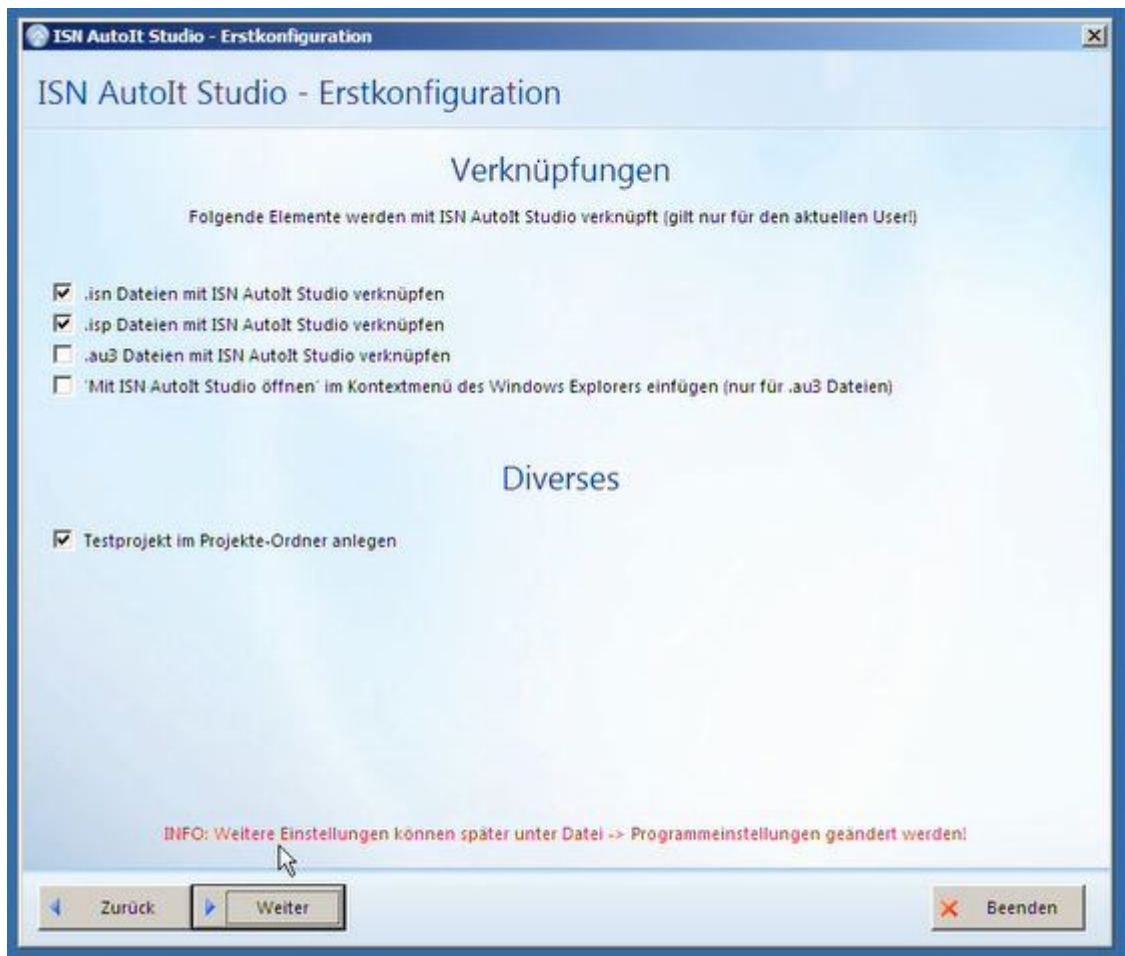 ISN AutoIt Studio - Erstkonfiguration
ISN AutoIt Studio - Erstkonfiguration
Verknüpfungen
Folgende Elemente werden mit ISN AutoIt Studio verknüpft (gilt nur für den aktuellen User!)
.isn Dateien mit ISN AutoIt Studio verknüpfen
.isp Dateien mit ISN AutoIt Studio verknüpfen
.au3 Dateien mit ISN AutoIt Studio verknüpfen
'Mit ISN AutoIt Studio öffnen' im Kontextmenü des Windows Explorers einfügen (nur für .au3 Dateien)
Diverses
Testprojekt im Projekte-Ordner anlegen
INFO: Weitere Einstellungen können später unter Datei -> Programmeinstellungen geändert werden!
Zurück
Weiter
Beenden